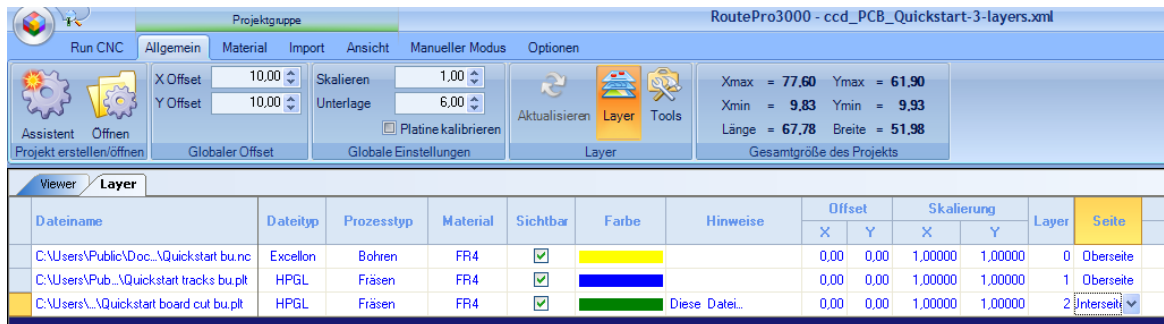 Projektgruppe
RoutePro3000 - ccd_PCB_Quickstart-3-layers.xml
Run CNC Allgemein Material Import Ansicht Manueller Modus Optionen
X Offset 10,00 Skalieren 1,00 Xmax = 77,60 Ymax = 61,90
Y Offset 10,00 Unterlage 6,00 Xmin = 9,83 Ymin = 9,93
Assistent Öffnen Platine kalibrieren Aktualisieren Layer Tools Länge = 67,78 Breite = 51,98
Projekt erstellen/öffnen Globaler Offset Globale Einstellungen Layer Gesamtgröße des Projekts
Viewer Layer
Dateiname Dateityp Prozesstyp Material Sichtbar Farbe Hinweise Offset Skalierung Layer Seite
X Y X Y
C:\Users\Public\Doc...\Quickstart bu.nc Excellon Bohren FR4 0,00 0,00 1,00000 1,00000 0 Oberseite
C:\Users\Pub...\Quickstart tracks bu.plt HPGL Fräsen FR4 0,00 0,00 1,00000 1,00000 1 Oberseite
C:\Users\...\Quickstart board cut bu.plt HPGL Fräsen FR4 Diese Datei... 0,00 0,00 1,00000 1,00000 2 Unterseite